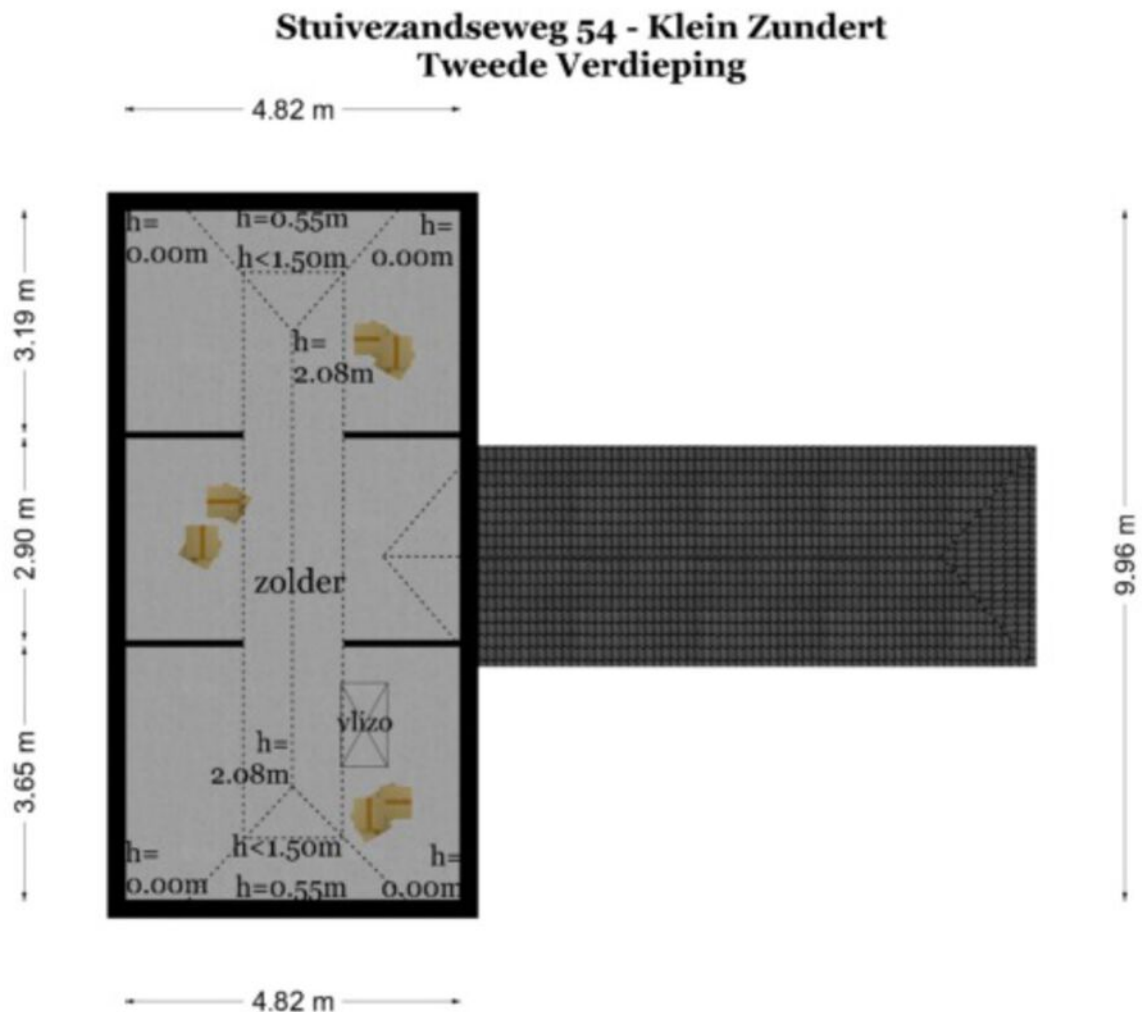 Stuivezandseweg 54 - Klein Zundert
Tweede Verdieping
4.82 m
h=
0.00m
h=0.55m
h<1.50m
h=
0.00m
3.19 m
h=
2.08m
2.90 m
9.96 m
zolder
vlizo
3.65 m
h=
2.08m
h=
0.00m
h<1.50m
h=0.55m
h=
0.00m
4.82 m